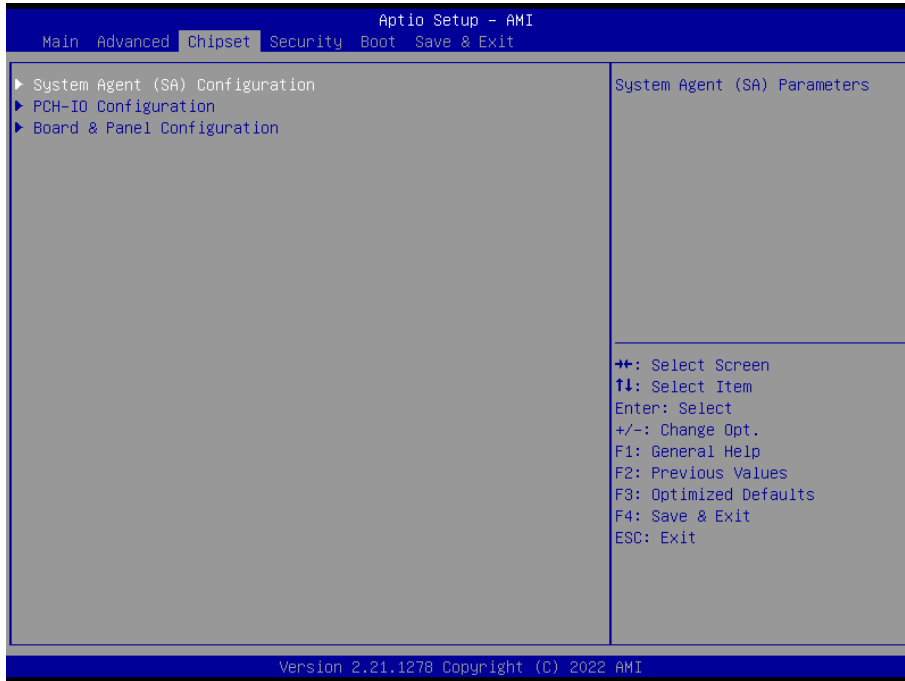 Aptio Setup - AMI
Main Advanced Chipset Security Boot Save & Exit
▶ System Agent (SA) Configuration
▶ PCH-IO Configuration
▶ Board & Panel Configuration
System Agent (SA) Parameters
→←: Select Screen
↑↓: Select Item
Enter: Select
+/-: Change Opt.
F1: General Help
F2: Previous Values
F3: Optimized Defaults
F4: Save & Exit
ESC: Exit
Version 2.21.1278 Copyright (C) 2022 AMI